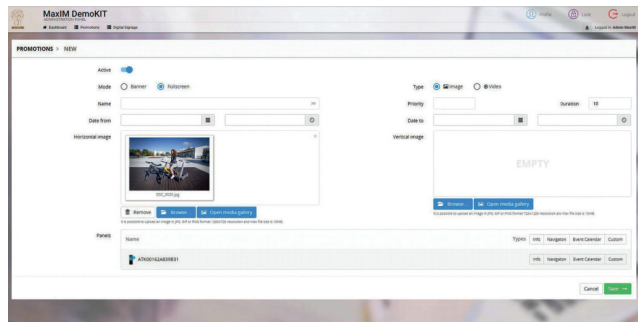 MaxIM DemoKIT
ADMINISTRATION PANEL
Profile
Lock
Logout
Dashboard
Promotions
Digital Signage
Logged in: Admin MaxIM
PROMOTIONS > NEW
Active
Mode Banner Fullscreen
Type Image Video
Name
Priority
Duration 10
Date from
Date to
Horizontal image
Vertical image
EMPTY
DSC_0020.jpg
Remove Browse... Open media gallery
Browse... Open media gallery
Panels
Name
Types Info Navigation Event Calendar Custom
ATK00162A839B31
Info Navigation Event Calendar Custom
Cancel Save →